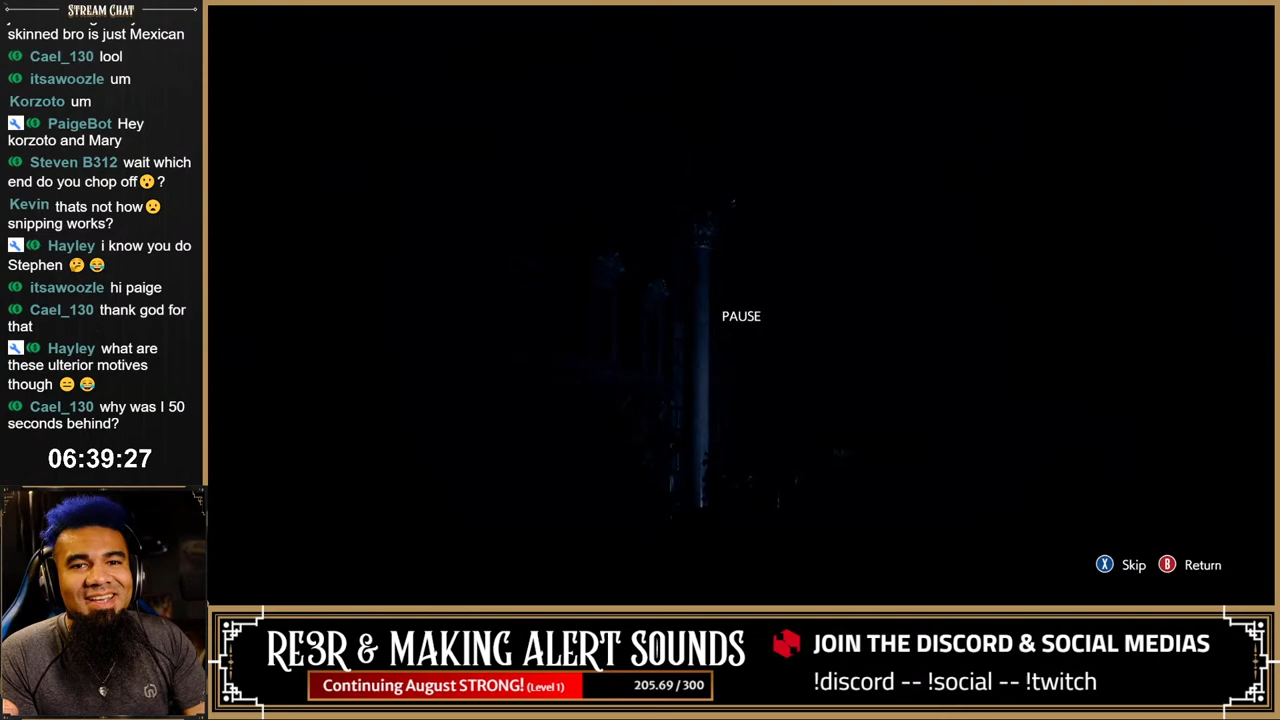 STREAM CHAT
skinned bro is just Mexican
Cael_130 lool
itsawoozle um
Korzoto um
PaigeBot Hey
korzoto and Mary
Steven B312 wait which
end do you chop off😮?
Kevin thats not how😦
snipping works?
Hayley i know you do
Stephen 🤔 😂
itsawoozle hi paige
Cael_130 thank god for
that
Hayley what are
these ulterior motives
though 😑 😂
Cael_130 why was I 50
seconds behind?
06:39:27
PAUSE
X Skip B Return
RE3R & MAKING ALERT SOUNDS
Continuing August STRONG! (Level 1) 205.69 / 300
JOIN THE DISCORD & SOCIAL MEDIAS
!discord -- !social -- !twitch